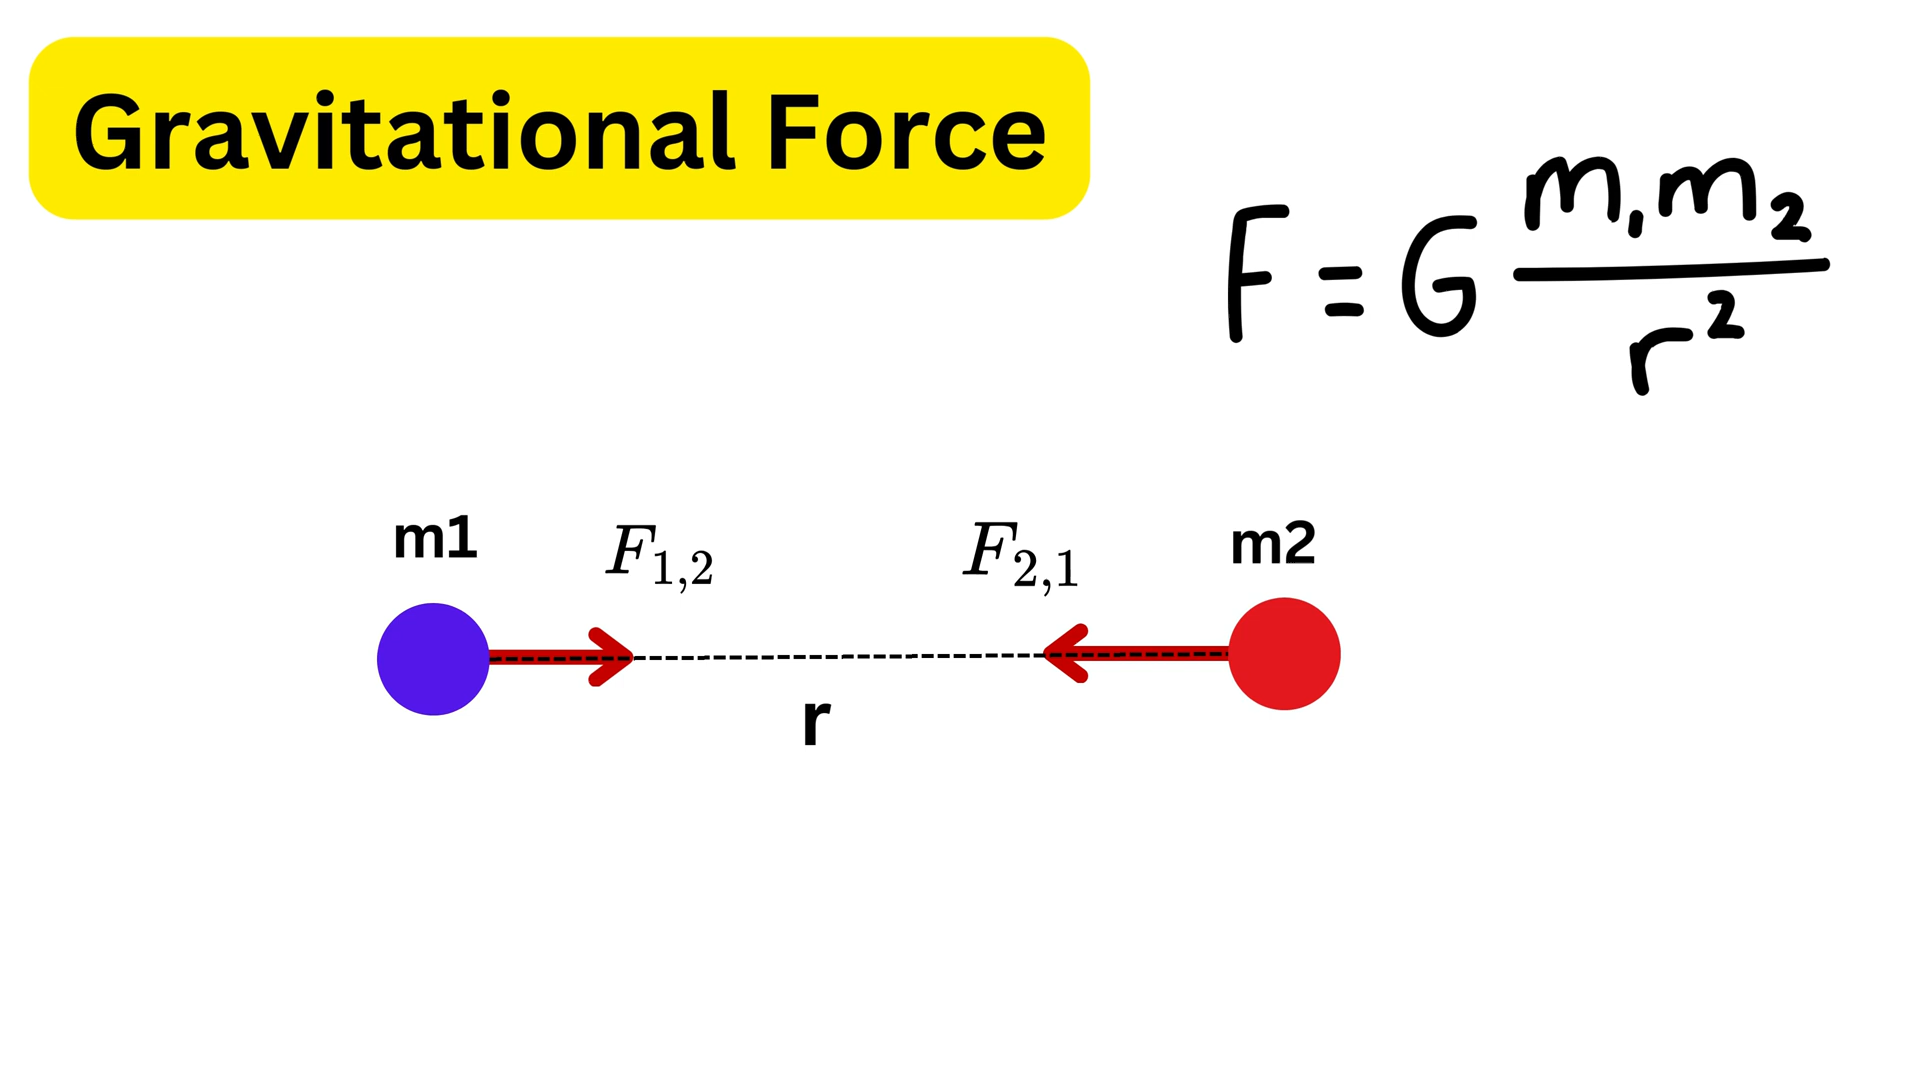 Gravitational Force
F = G m₁m₂ / r²
m1 F₁,₂ F₂,₁ m2
r